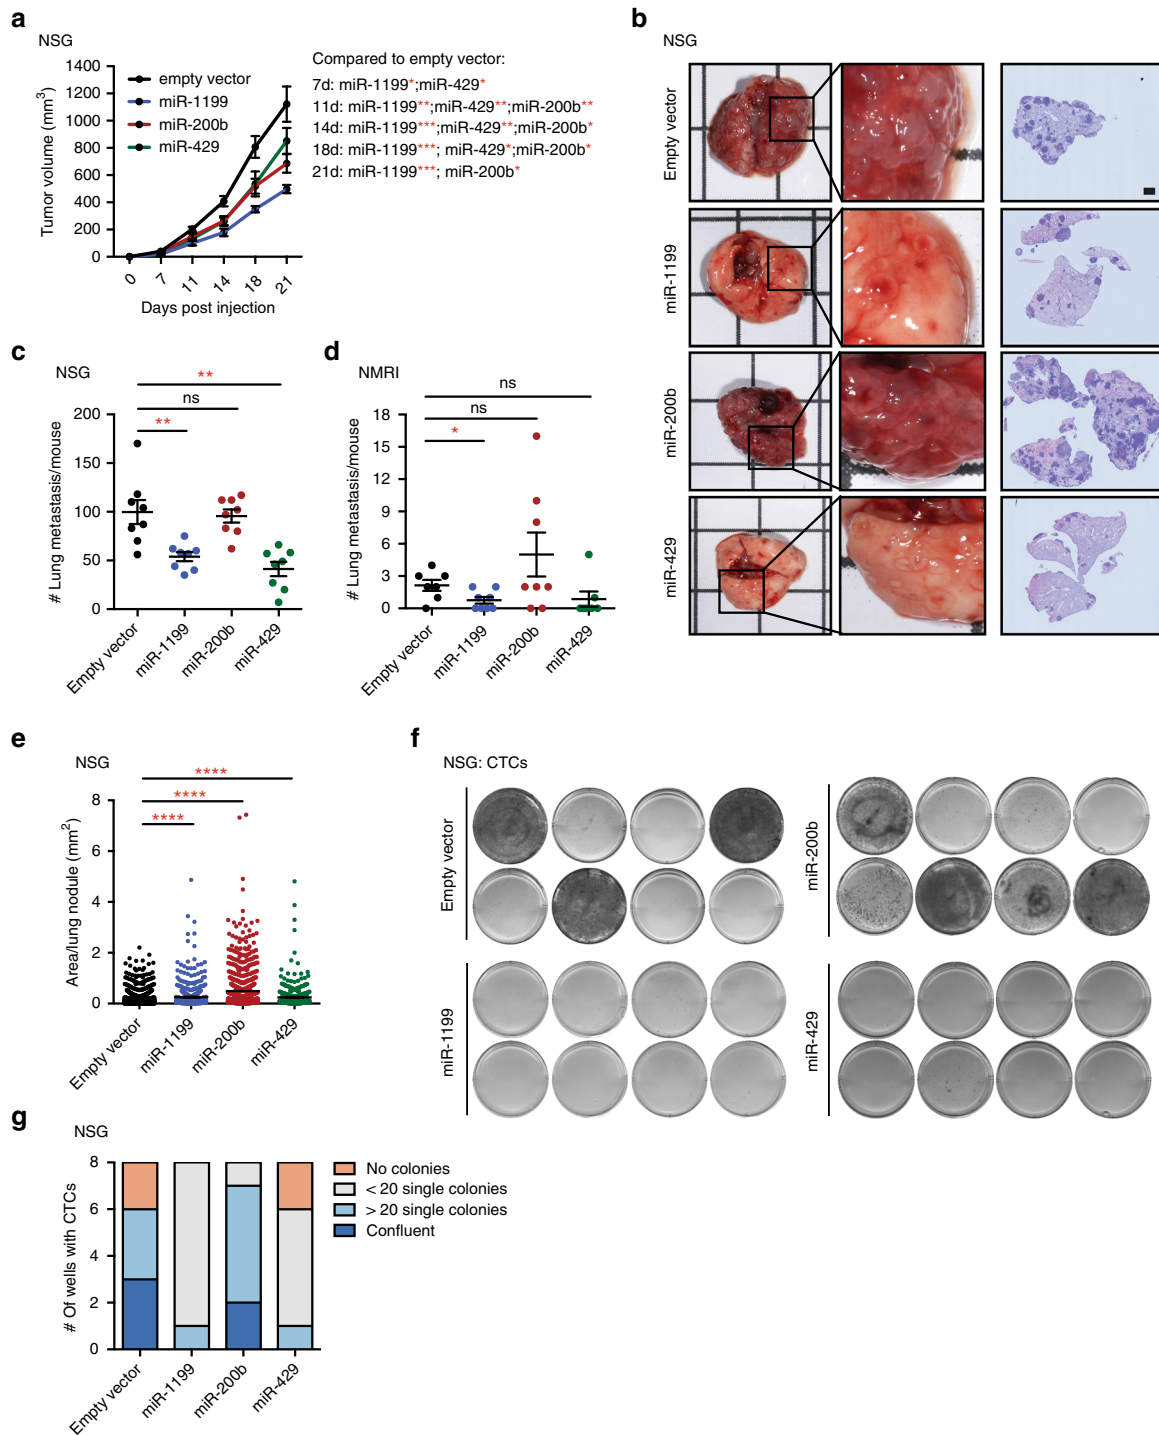 a
NSG
Tumor volume (mm³)
1400
1200
1000
800
600
400
200
0
empty vector
miR-1199
miR-200b
miR-429
0 7 11 14 18 21
Days post injection
Compared to empty vector:
7d: miR-1199*;miR-429*
11d: miR-1199**;miR-429**;miR-200b**
14d: miR-1199***;miR-429**;miR-200b*
18d: miR-1199***; miR-429*;miR-200b*
21d: miR-1199***; miR-200b*
b
NSG
Empty vector
miR-1199
miR-200b
miR-429
c
NSG
**
ns
**
# Lung metastasis/mouse
200
150
100
50
0
Empty vector
miR-1199
miR-200b
miR-429
d
NMRI
ns
ns
*
# Lung metastasis/mouse
18
15
12
9
6
3
0
Empty vector
miR-1199
miR-200b
miR-429
e
NSG
****
****
****
Area/lung nodule (mm²)
8
6
4
2
0
Empty vector
miR-1199
miR-200b
miR-429
f
NSG: CTCs
Empty vector
miR-200b
miR-1199
miR-429
g
NSG
# Of wells with CTCs
8
6
4
2
0
Empty vector
miR-1199
miR-200b
miR-429
No colonies
< 20 single colonies
> 20 single colonies
Confluent